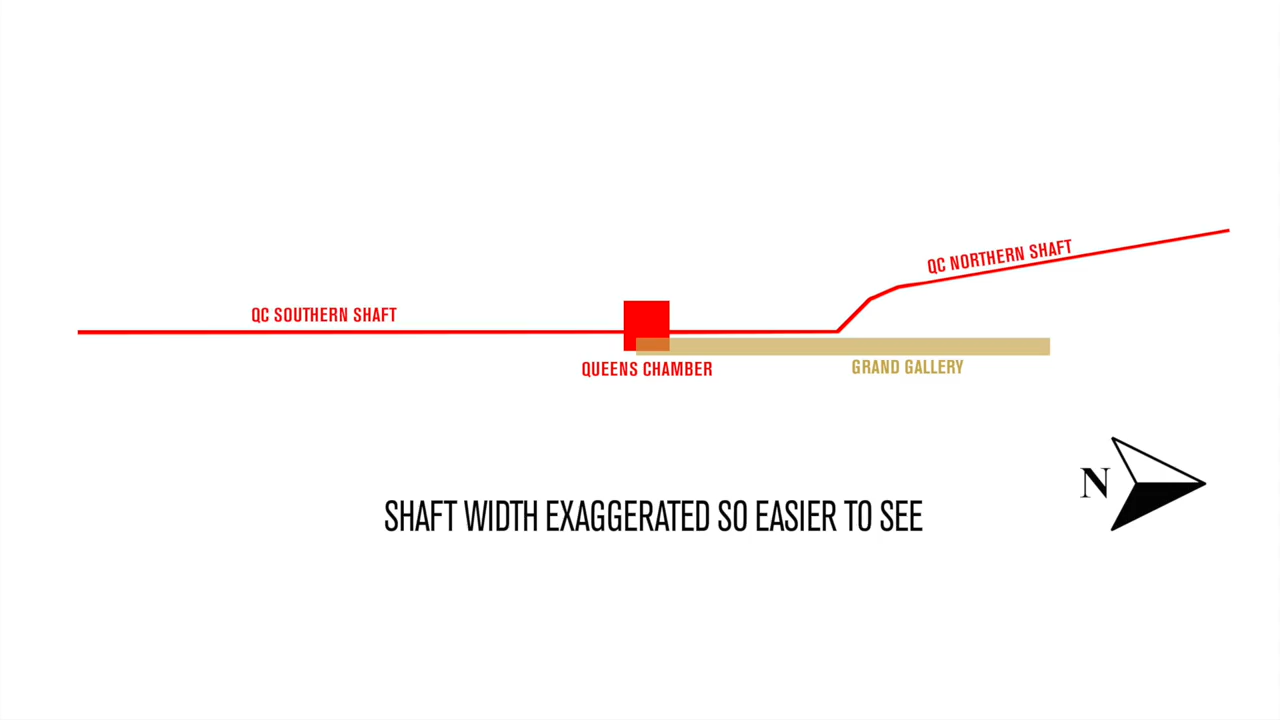 QC NORTHERN SHAFT
QC SOUTHERN SHAFT
QUEENS CHAMBER
GRAND GALLERY
N
SHAFT WIDTH EXAGGERATED SO EASIER TO SEE